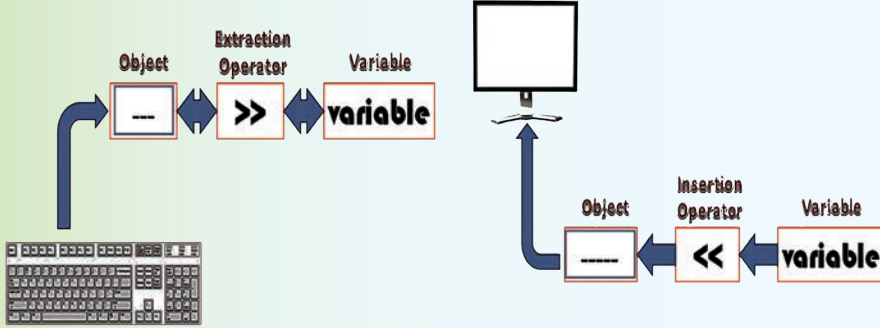 Extraction
Object Operator Variable
--- >> variable
Insertion
Object Operator Variable
----- << variable